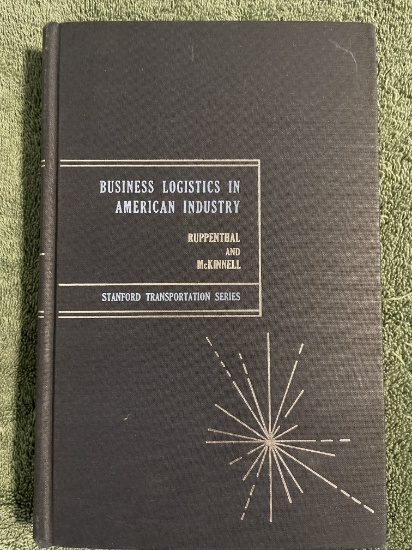 BUSINESS LOGISTICS IN
AMERICAN INDUSTRY
RUPPENTHAL
AND
McKINNELL
STANFORD TRANSPORTATION SERIES